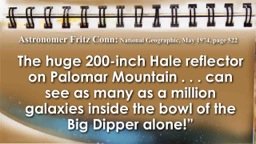 Astronomer Fritz Conn: National Geographic, May 1974, page 522
The huge 200-inch Hale reflector
on Palomar Mountain . . . can
see as many as a million
galaxies inside the bowl of the
Big Dipper alone!”